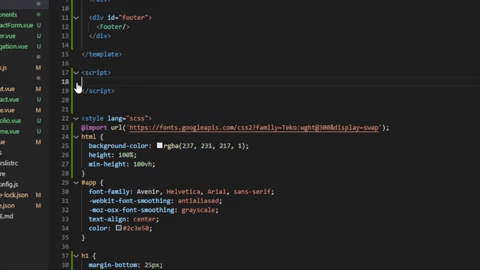 ponents
actForm.vue
er.vue
gation.vue
s.js
M
ut.vue
act.vue
U
olio.vue
U
me.vue
U
rs
erslistrc
onfig.js
e-lock.json
M
e.json
M
E.md
10
11 <div id="footer">
12 <Footer/>
13 </div>
14
15 </template>
16
17 <script>
18
19 </script>
20
21
22 <style lang="scss">
23 @import url('https://fonts.googleapis.com/css2?family=Teko:wght@300&display=swap');
24 html {
25 background-color: rgba(237, 231, 217, 1);
26 height: 100%;
27 min-height: 100vh;
28 }
29 #app {
30 font-family: Avenir, Helvetica, Arial, sans-serif;
31 -webkit-font-smoothing: antialiased;
32 -moz-osx-font-smoothing: grayscale;
33 text-align: center;
34 color: #2c3e50;
35 }
36
37 h1 {
38 margin-bottom: 25px;